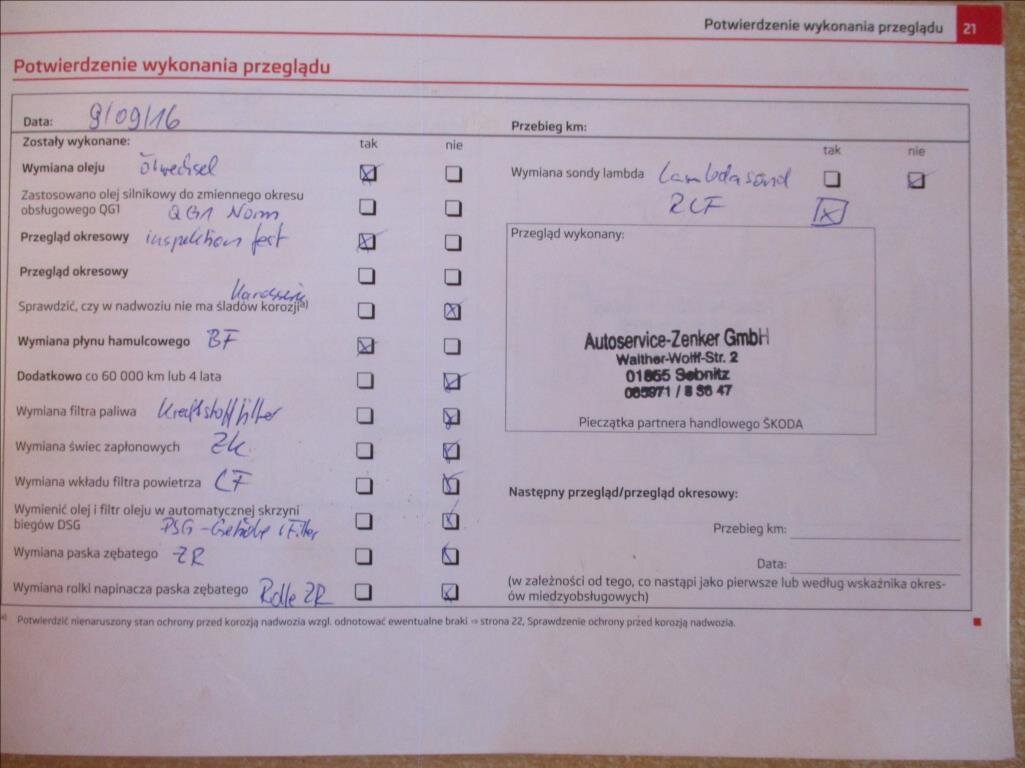 Potwierdzenie wykonania przeglądu 21
Potwierdzenie wykonania przeglądu
Data: 9/09/16
Przebieg km:
Zostały wykonane: tak nie
tak nie
Wymiana oleju Ölwechsel
Wymiana sondy lambda Lambdasond
Zastosowano olej silnikowy do zmiennego okresu
obsługowego QG1 QG1 Norm
Przegląd okresowy inspektion fest
Przegląd okresowy
Karosserie
Sprawdzić, czy w nadwoziu nie ma śladów korozji a)
Wymiana płynu hamulcowego BF
Dodatkowo co 60 000 km lub 4 lata
Wymiana filtra paliwa Kraftstofffilter
Wymiana świec zapłonowych ZK
Wymiana wkładu filtra powietrza LF
Wymienić olej i filtr oleju w automatycznej skrzyni
biegów DSG DSG-Getriebe Filter
Wymiana paska zębatego ZR
Wymiana rolki napinacza paska zębatego Rolle ZR
Przegląd wykonany:
Autoservice-Zenker GmbH
Walther-Wolff-Str. 2
01855 Sebnitz
035971 / 8 36 47
Pieczątka partnera handlowego ŠKODA
Następny przegląd/przegląd okresowy:
Przebieg km:
Data:
(w zależności od tego, co nastąpi jako pierwsze lub według wskaźnika okres-
ów miedzyobsługowych)
a) Potwierdzić nienaruszony stan ochrony przed korozją nadwozia wzgl. odnotować ewentualne braki ⇒ strona 22, Sprawdzenie ochrony przed korozją nadwozia.